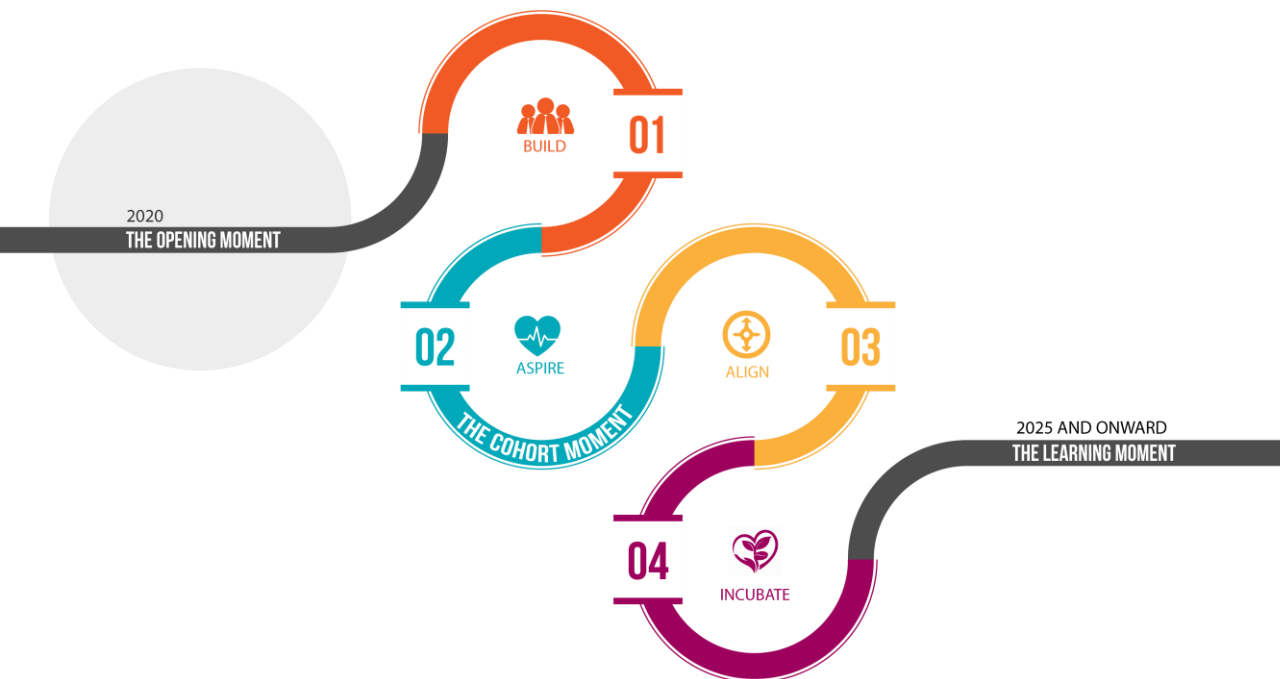 2020
THE OPENING MOMENT
BUILD
01
02
ASPIRE
THE COHORT MOMENT
ALIGN
03
04
INCUBATE
2025 AND ONWARD
THE LEARNING MOMENT